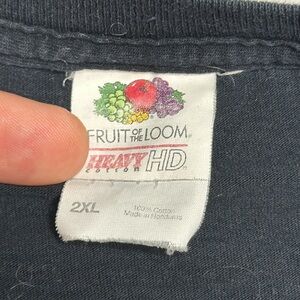 FRUIT OF THE LOOM®
HEAVY HD
COTTON
2XL
100% Cotton
Made in Honduras